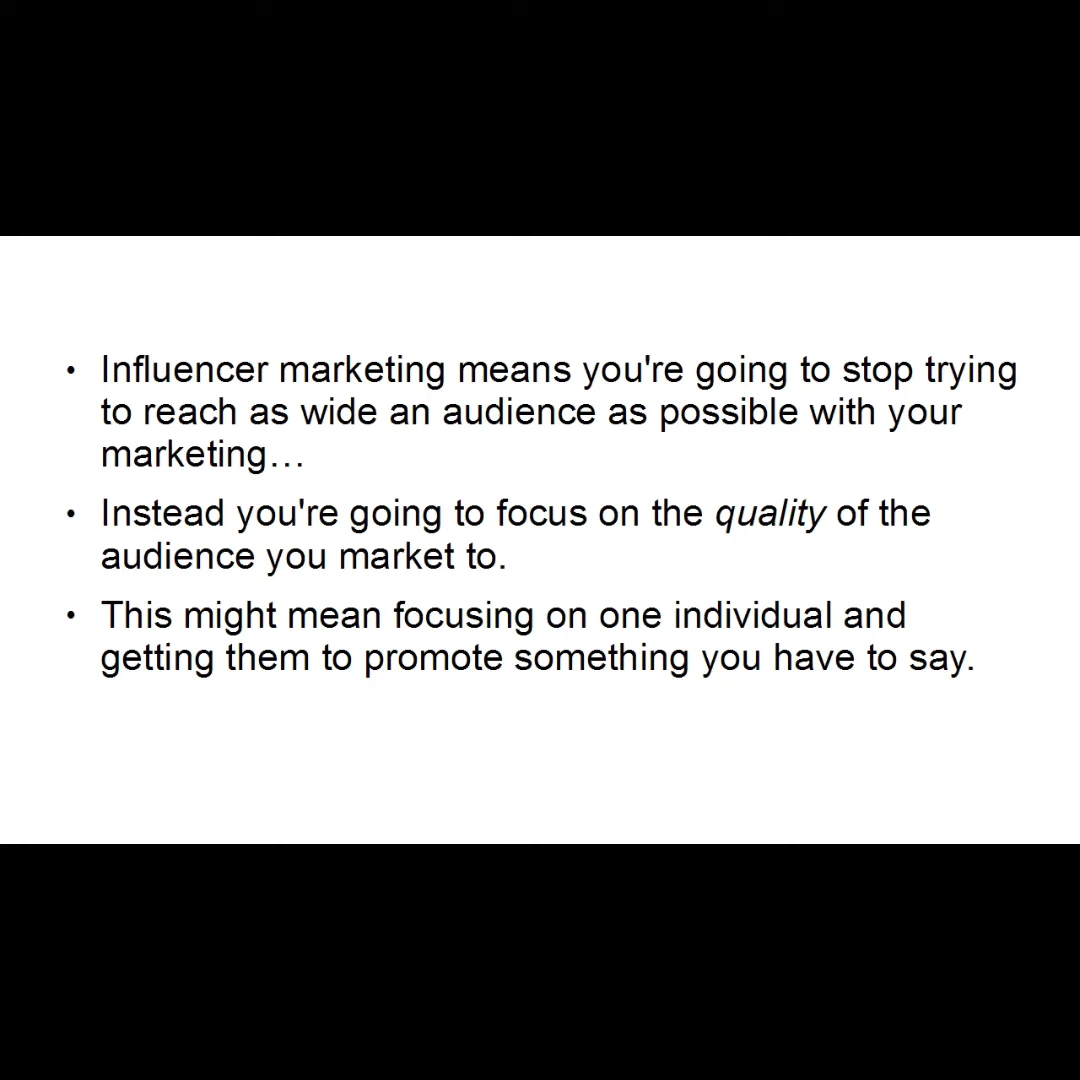 • Influencer marketing means you're going to stop trying
to reach as wide an audience as possible with your
marketing…
• Instead you're going to focus on the quality of the
audience you market to.
• This might mean focusing on one individual and
getting them to promote something you have to say.